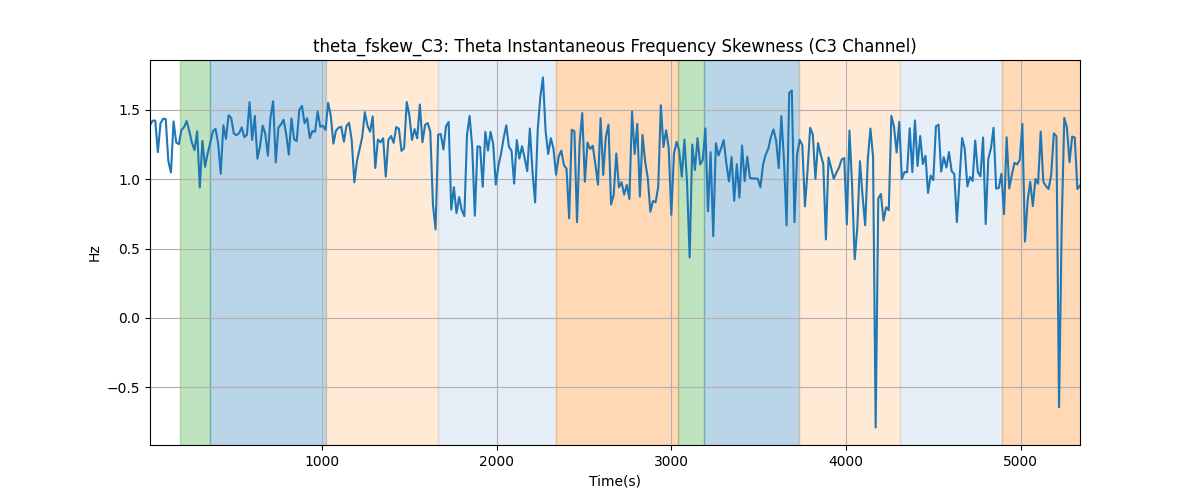 theta_fskew_C3: Theta Instantaneous Frequency Skewness (C3 Channel)
1.5
1.0
0.5
0.0
−0.5
Hz
1000 2000 3000 4000 5000
Time(s)